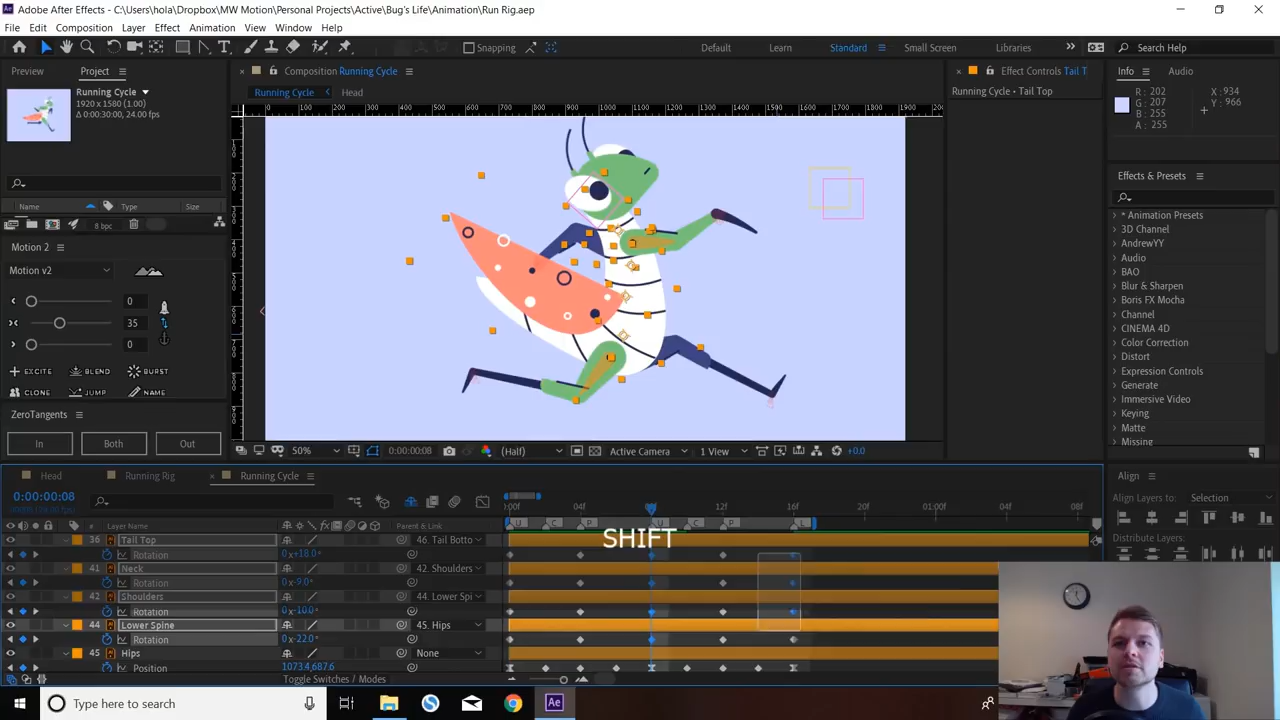 Adobe After Effects - C:\Users\hola\Dropbox\MW Motion\Personal Projects\Active\Bug's Life\Animation\Run Rig.aep
File Edit Composition Layer Effect Animation View Window Help
Snapping
Default Learn Standard Small Screen Libraries Search Help
Preview Project
Composition Running Cycle
Effect Controls Tail T
Info Audio
Running Cycle
1920 x 1580 (1.00)
Δ 0:00:30:00, 24.00 fps
Running Cycle Head
Running Cycle • Tail Top
R: 202
G: 207
B: 255
A: 255
X: 934
Y: 966
Effects & Presets
Name Type Size
8 bpc
Motion 2
Motion v2
0
35
0
EXCITE BLEND BURST
CLONE JUMP NAME
ZeroTangents
In Both Out
* Animation Presets
3D Channel
AndrewYY
Audio
BAO
Blur & Sharpen
Boris FX Mocha
Channel
CINEMA 4D
Color Correction
Distort
Expression Controls
Generate
Immersive Video
Keying
Matte
Missing
50% 0:00:00:08 (Half) Active Camera 1 View +0.0
Head Running Rig Running Cycle
0:00:00:08
:00f 04f 08f 12f 16f 20f 01:00f 04f 08f
Align
Align Layers to: Selection
Distribute Layers:
# Layer Name Parent & Link
U C P U C P L
SHIFT
36 Tail Top 46. Tail Botto
Rotation 0x+18.0°
41 Neck 42. Shoulders
Rotation 0x-9.0°
42 Shoulders 44. Lower Spi
Rotation 0x-10.0°
44 Lower Spine 45. Hips
Rotation 0x-22.0°
45 Hips None
Position 1073.4,687.6
Toggle Switches / Modes
Type here to search